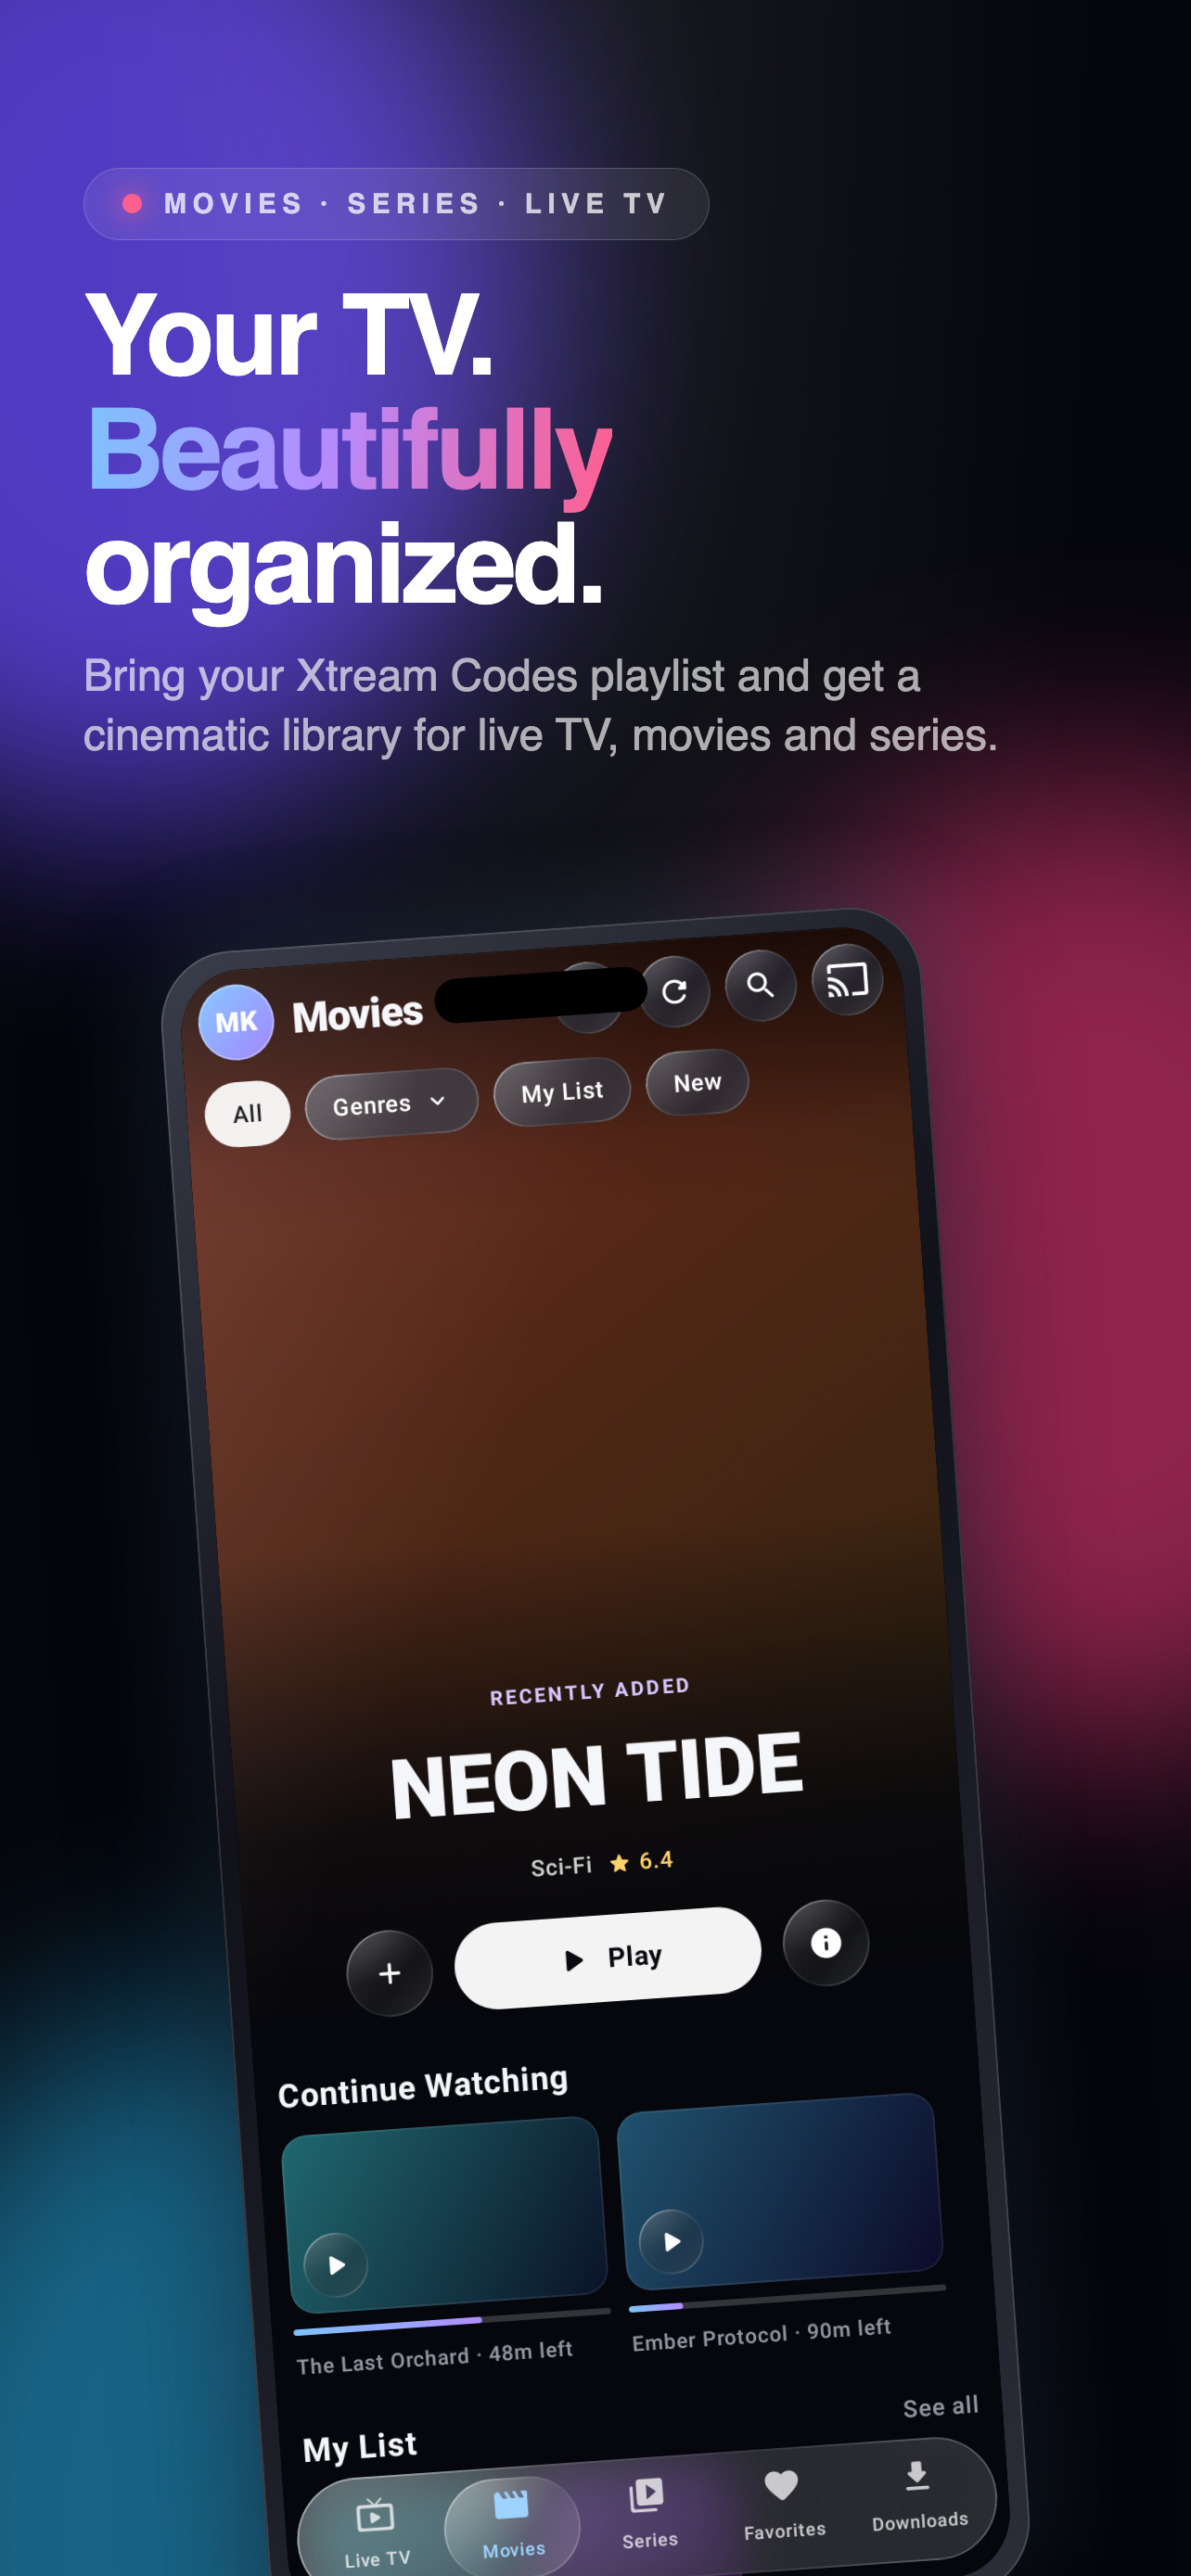 MOVIES · SERIES · LIVE TV
Your TV.
Beautifully
organized.
Bring your Xtream Codes playlist and get a
cinematic library for live TV, movies and series.
MK Movies
All Genres My List New
RECENTLY ADDED
NEON TIDE
Sci-Fi ★ 6.4
Play
Continue Watching
The Last Orchard · 48m left
Ember Protocol · 90m left
My List See all
Live TV Movies Series Favorites Downloads